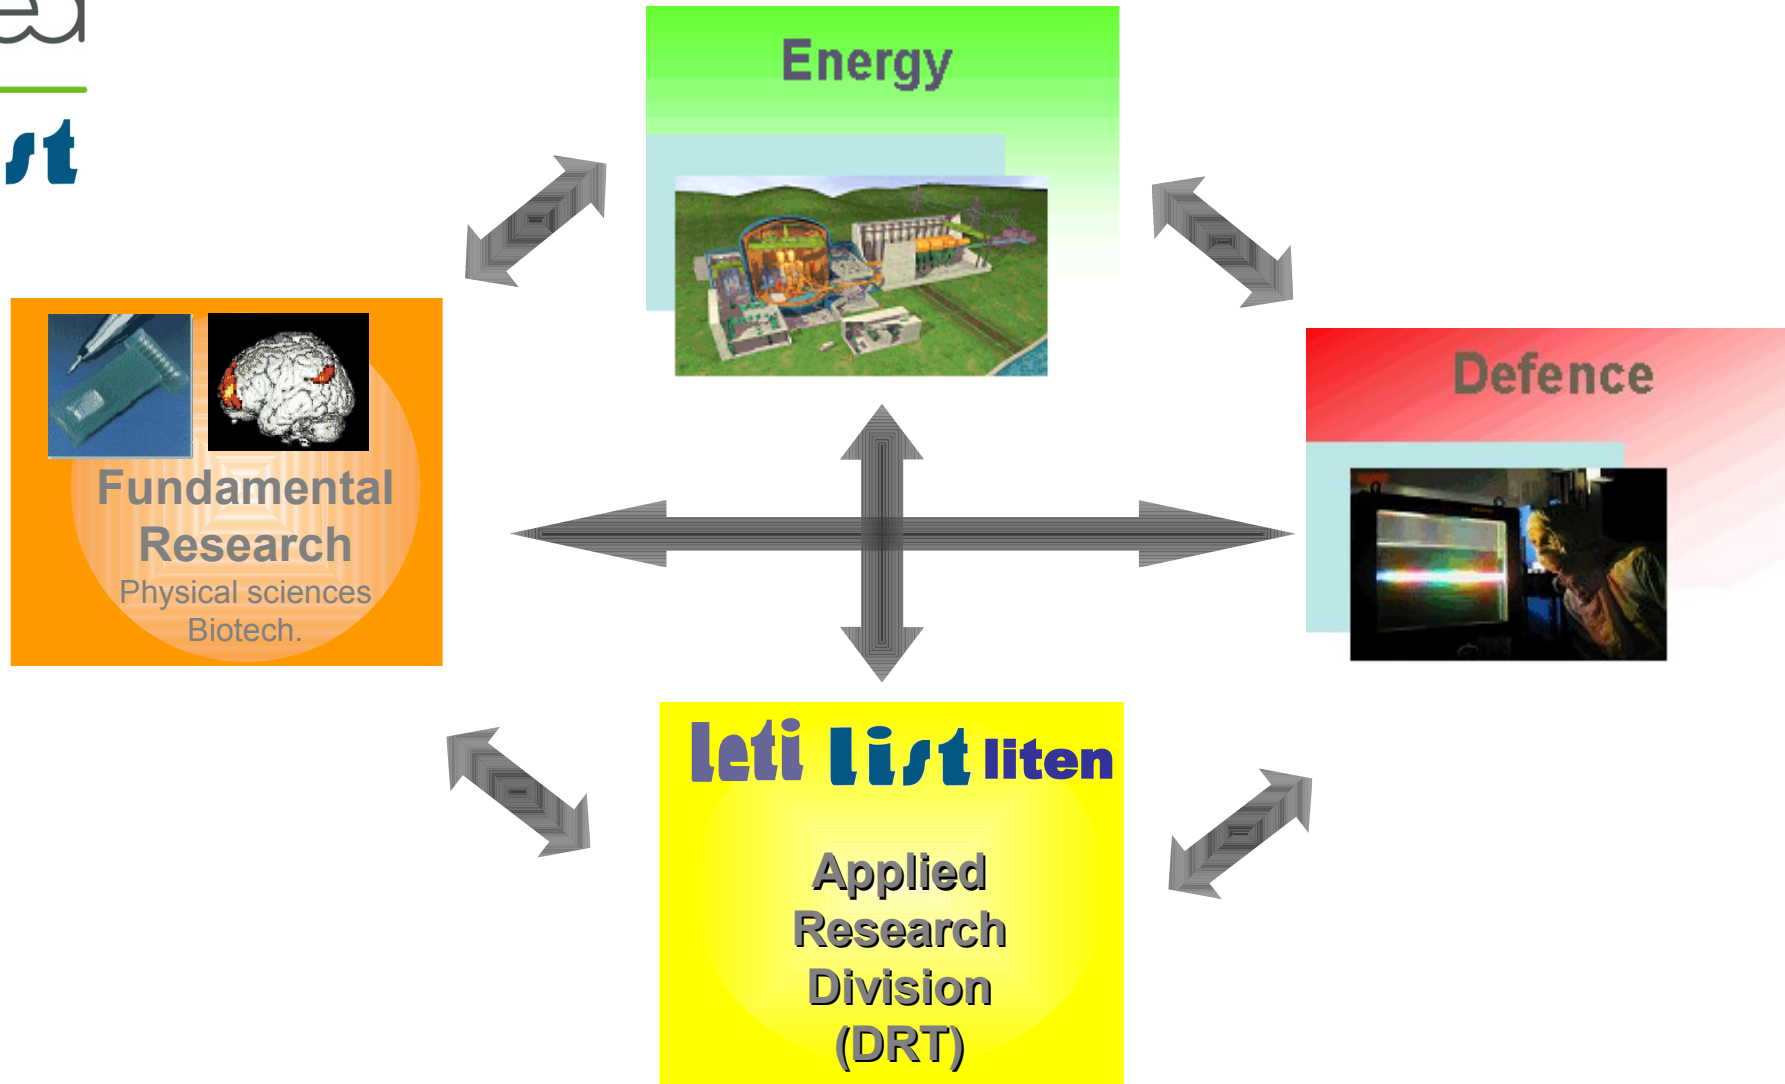 Energy
Defence
Fundamental
Research
Physical sciences
Biotech.
leti list liten
Applied
Research
Division
(DRT)